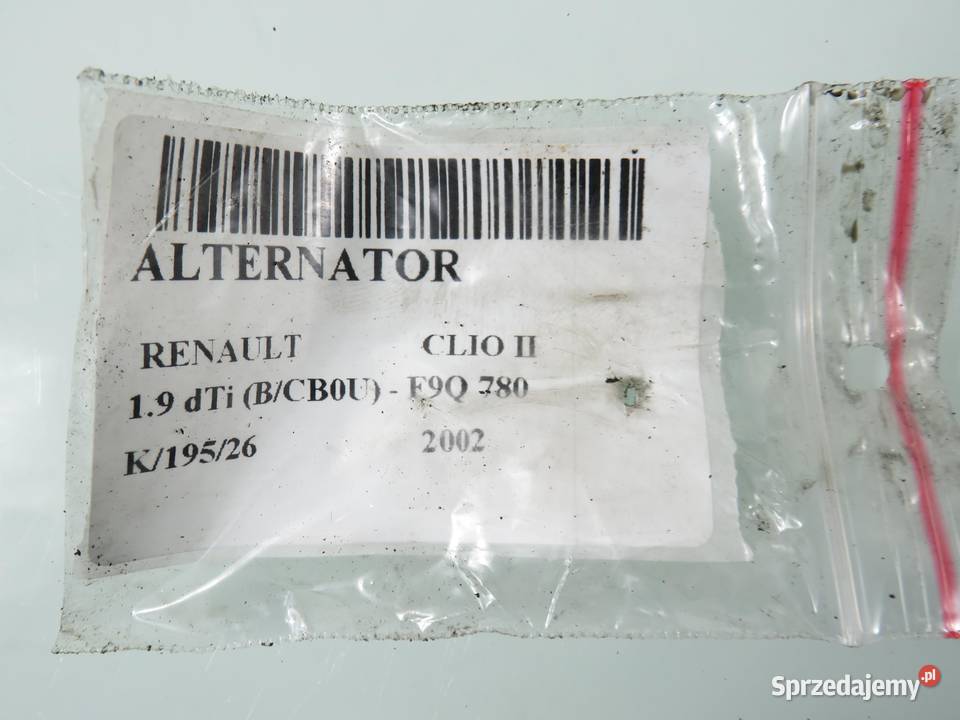 ALTERNATOR
RENAULT CLIO II
1.9 dTi (B/CB0U) - F9Q 780
K/195/26 2002
Sprzedajemy.pl